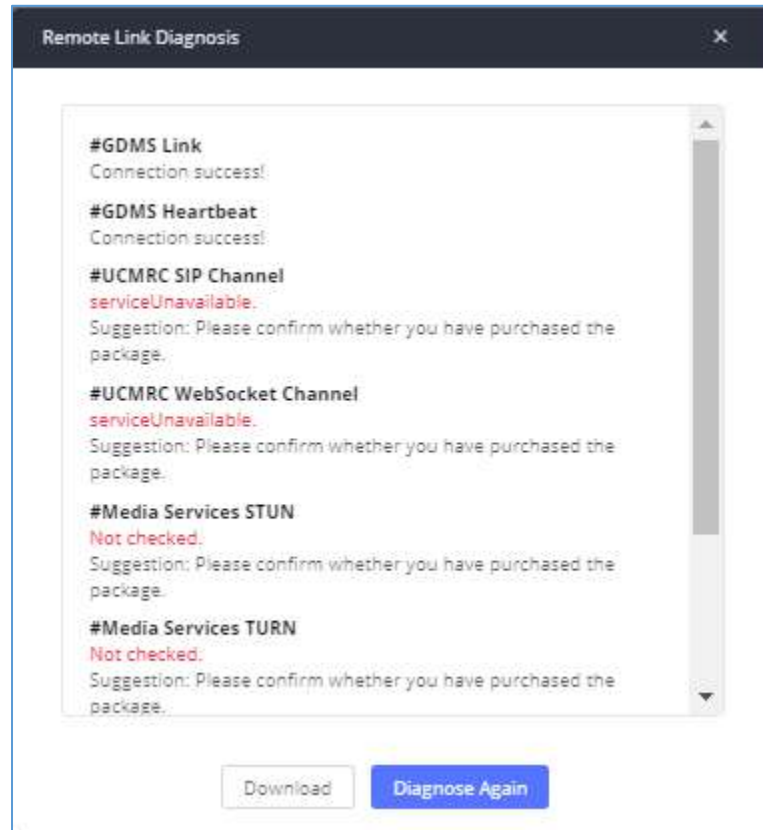 Remote Link Diagnosis
#GDMS Link
Connection success!
#GDMS Heartbeat
Connection success!
#UCMRC SIP Channel
serviceUnavailable.
Suggestion: Please confirm whether you have purchased the
package.
#UCMRC WebSocket Channel
serviceUnavailable.
Suggestion: Please confirm whether you have purchased the
package.
#Media Services STUN
Not checked.
Suggestion: Please confirm whether you have purchased the
package.
#Media Services TURN
Not checked.
Suggestion: Please confirm whether you have purchased the
package.
Download Diagnose Again